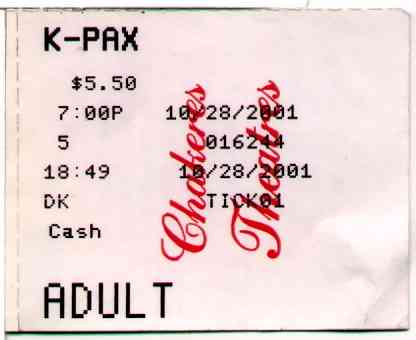 K-PAX
$5.50
7:00P 10/28/2001
5 016244
18:49 10/28/2001
DK TICK01
Cash
ADULT
Chakeres
Theatres